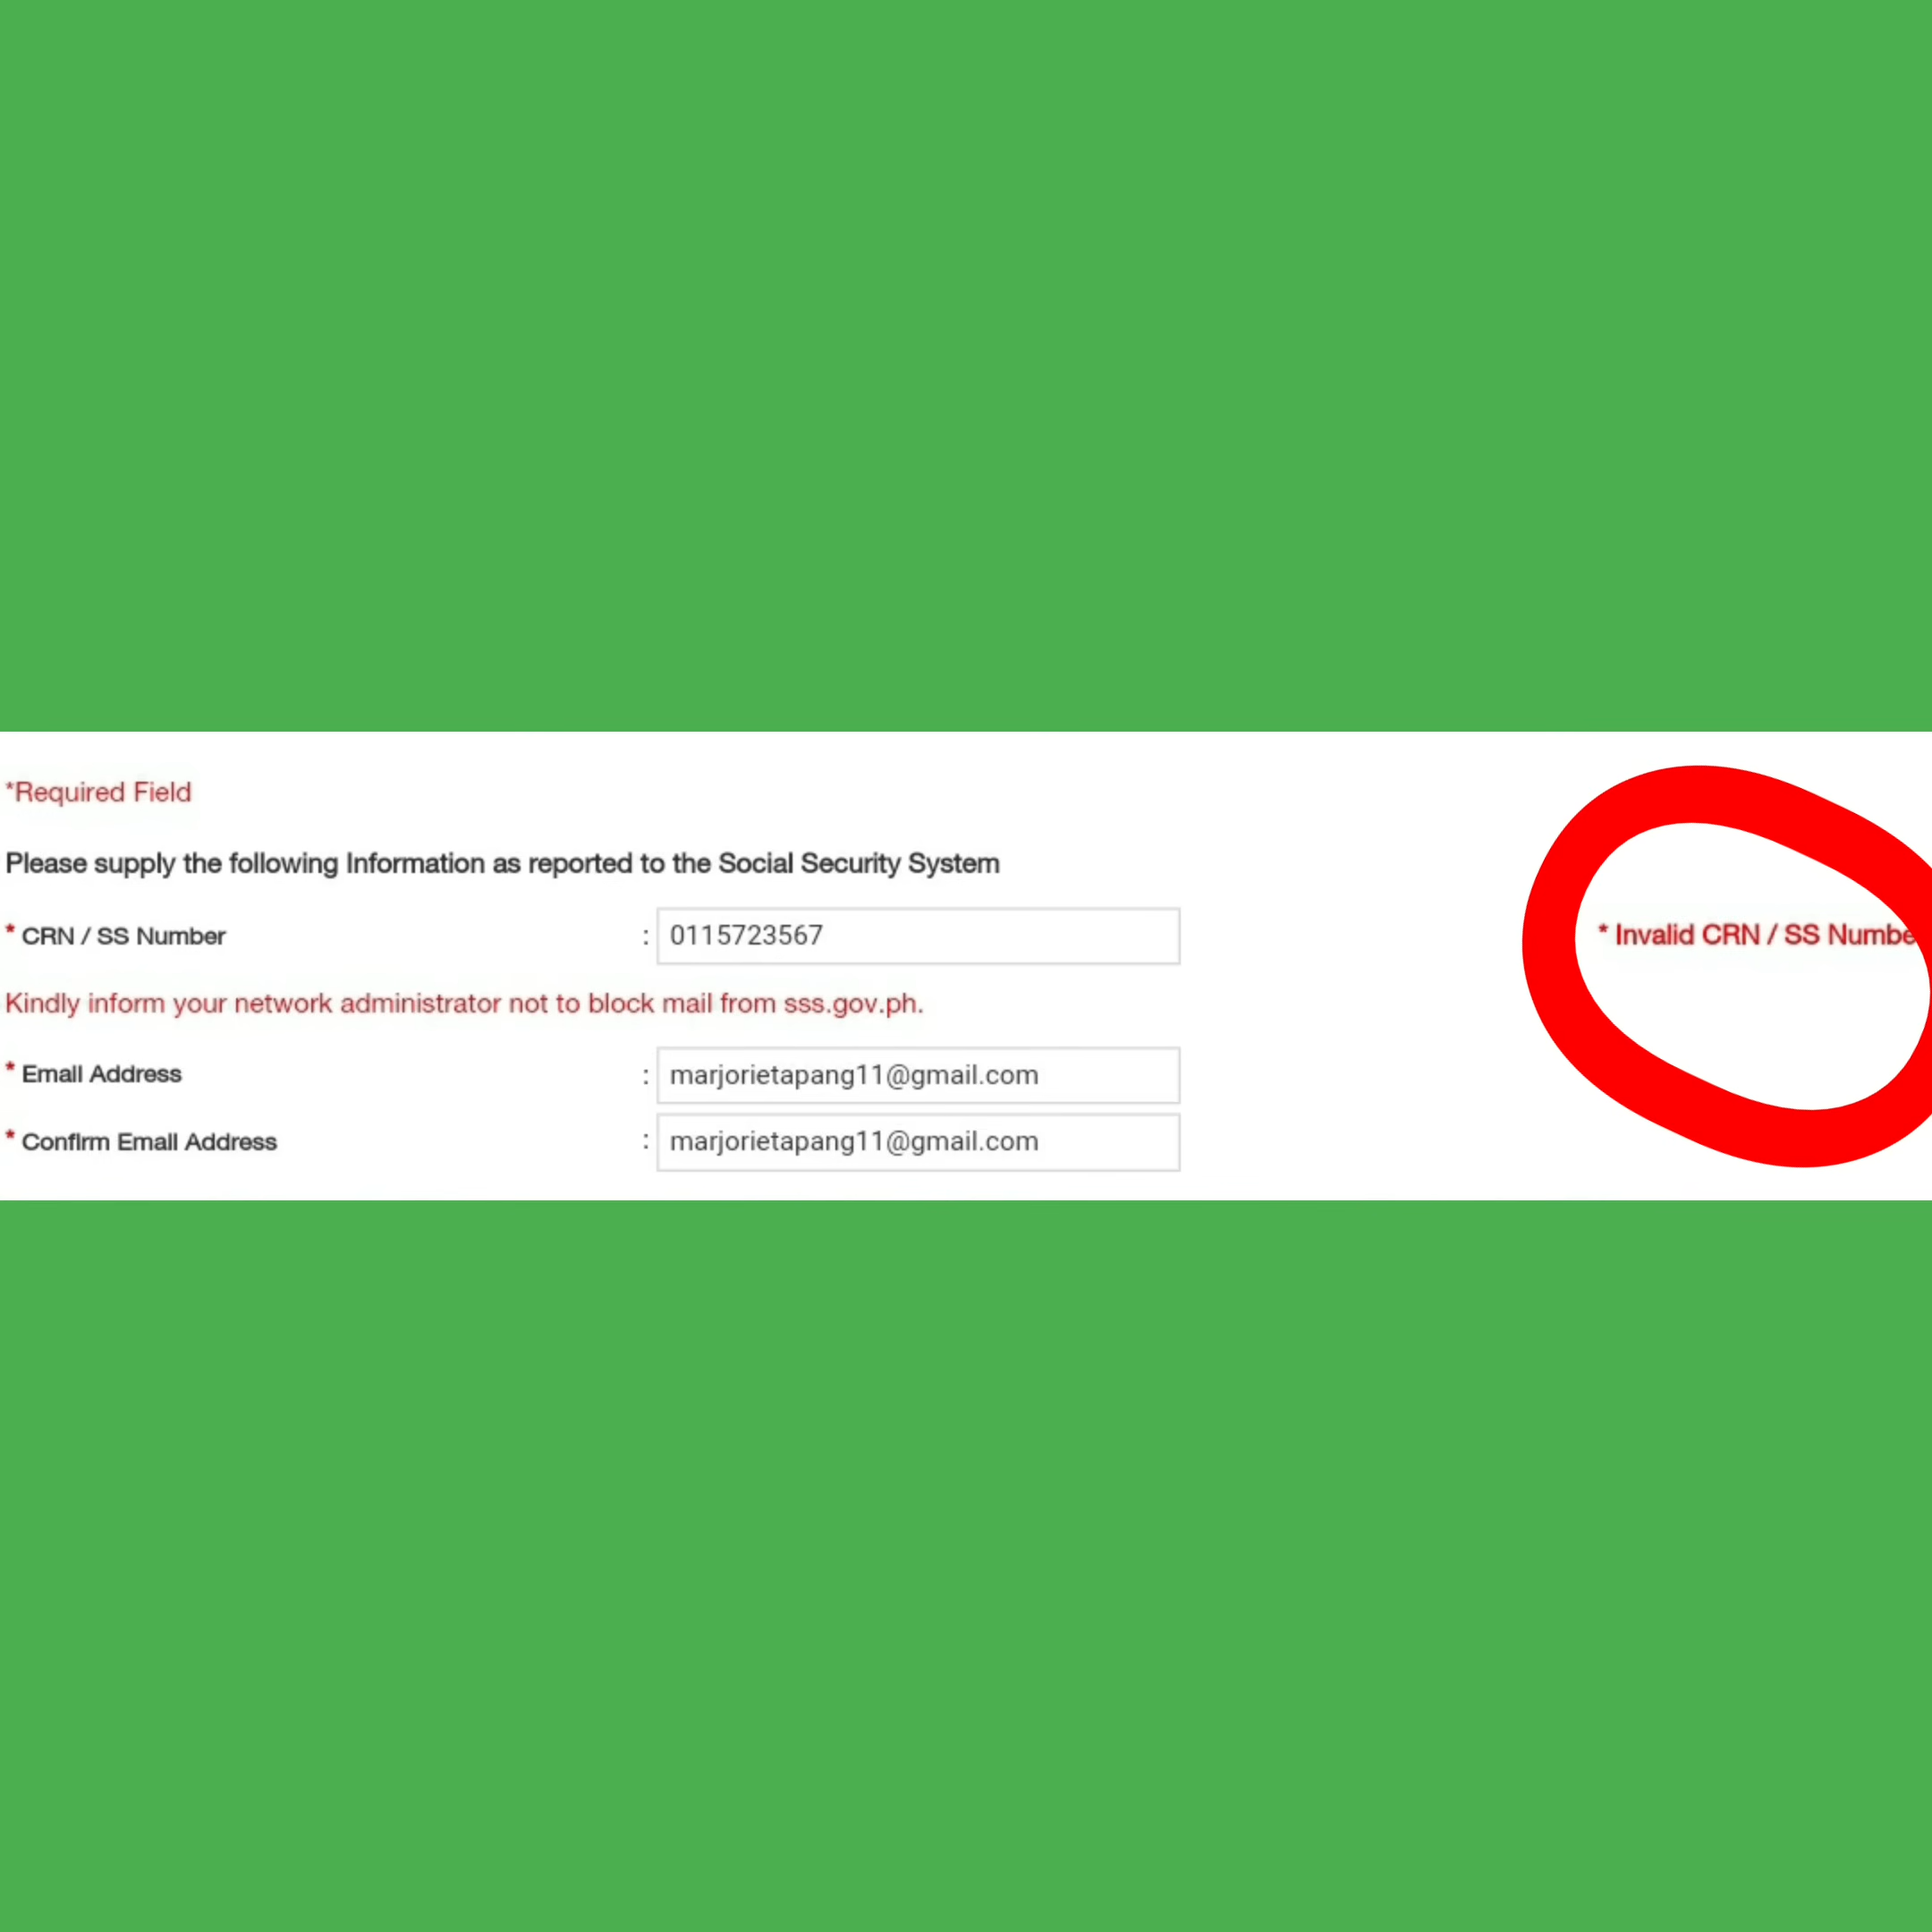 *Required Field
Please supply the following Information as reported to the Social Security System
* CRN / SS Number : 0115723567 * Invalid CRN / SS Numbe
Kindly inform your network administrator not to block mail from sss.gov.ph.
* Email Address : marjorietapang11@gmail.com
* Confirm Email Address : marjorietapang11@gmail.com